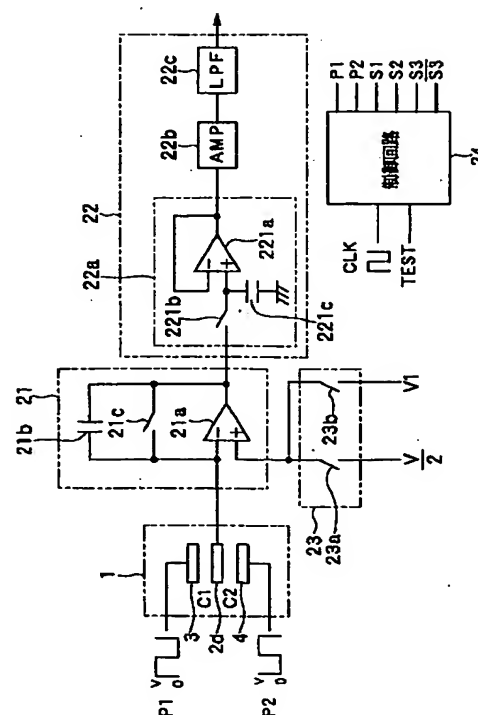 22
22a
22b
22c
AMP
LPF
221a
221b
221c
21
21b
21c
21a
1
P1
V
0
3
C1
2d
C2
4
P2
V
0
23
23a
23b
V/2
V1
CLK
TEST
制御回路
P1
P2
S1
S2
S3
S̅3̅
24